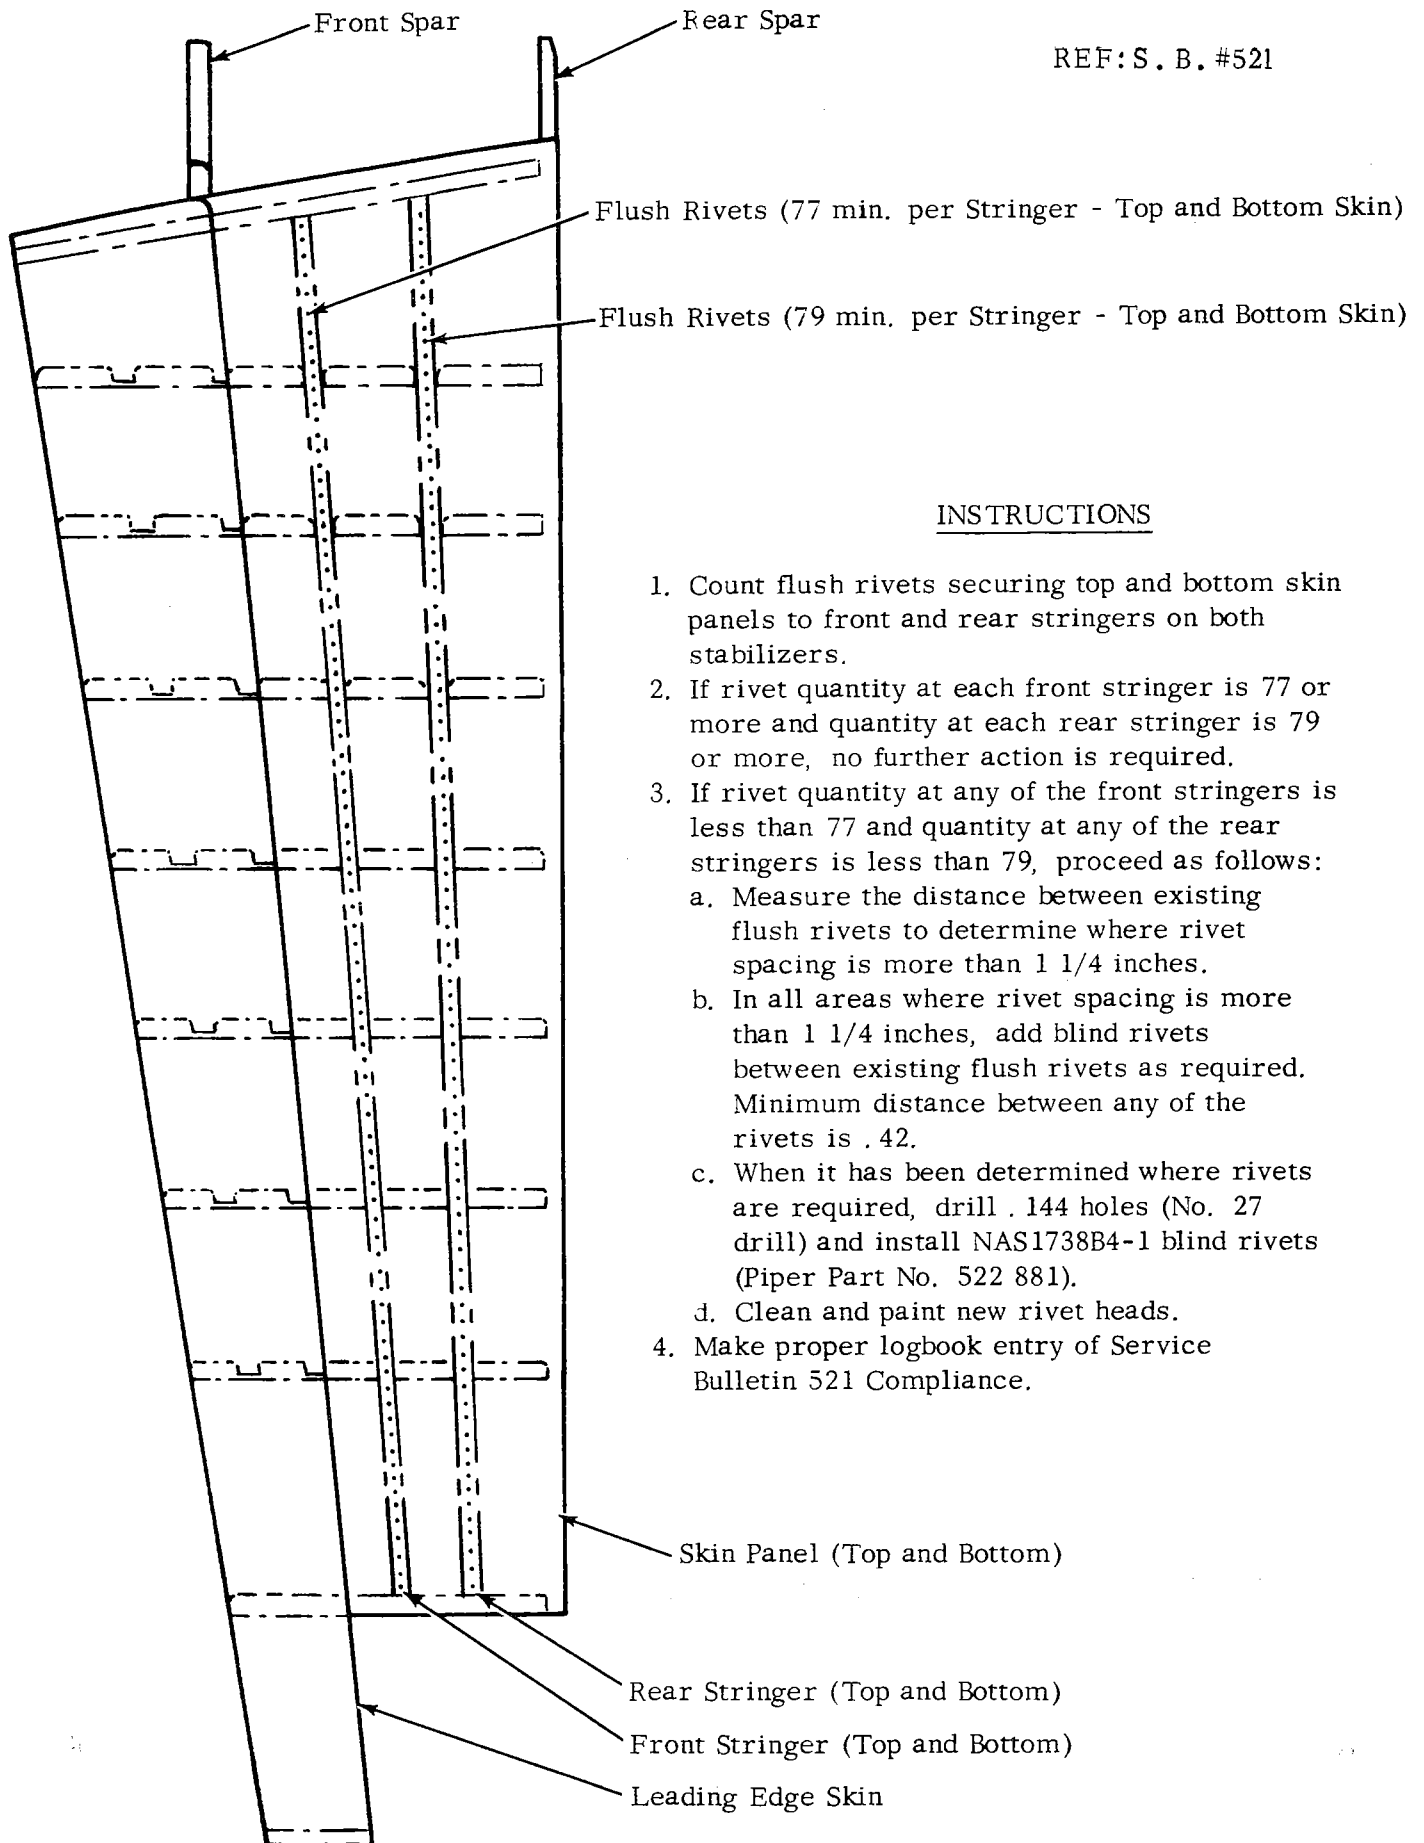 Front Spar
Rear Spar
REF: S. B. #521
Flush Rivets (77 min. per Stringer - Top and Bottom Skin)
Flush Rivets (79 min. per Stringer - Top and Bottom Skin)
INSTRUCTIONS
1. Count flush rivets securing top and bottom skin
panels to front and rear stringers on both
stabilizers.
2. If rivet quantity at each front stringer is 77 or
more and quantity at each rear stringer is 79
or more, no further action is required.
3. If rivet quantity at any of the front stringers is
less than 77 and quantity at any of the rear
stringers is less than 79, proceed as follows:
a. Measure the distance between existing
flush rivets to determine where rivet
spacing is more than 1 1/4 inches.
b. In all areas where rivet spacing is more
than 1 1/4 inches, add blind rivets
between existing flush rivets as required.
Minimum distance between any of the
rivets is .42.
c. When it has been determined where rivets
are required, drill .144 holes (No. 27
drill) and install NAS1738B4-1 blind rivets
(Piper Part No. 522 881).
d. Clean and paint new rivet heads.
4. Make proper logbook entry of Service
Bulletin 521 Compliance.
Skin Panel (Top and Bottom)
Rear Stringer (Top and Bottom)
Front Stringer (Top and Bottom)
Leading Edge Skin